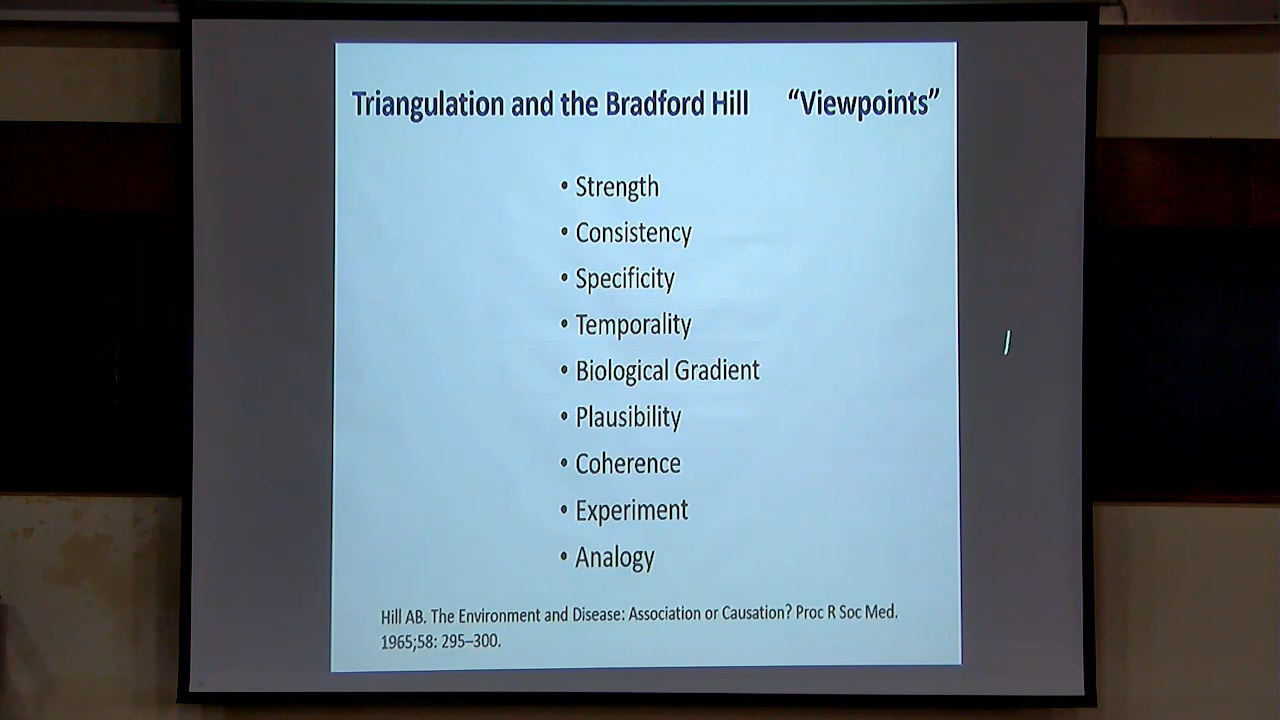 Triangulation and the Bradford Hill “Viewpoints”
• Strength
• Consistency
• Specificity
• Temporality
• Biological Gradient
• Plausibility
• Coherence
• Experiment
• Analogy
Hill AB. The Environment and Disease: Association or Causation? Proc R Soc Med.
1965;58: 295–300.